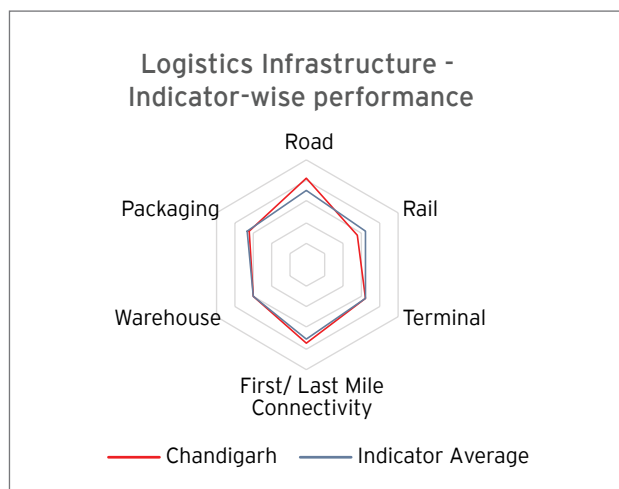 Logistics Infrastructure -
Indicator-wise performance
Road
Packaging
Rail
Warehouse
Terminal
First/ Last Mile
Connectivity
Chandigarh
Indicator Average